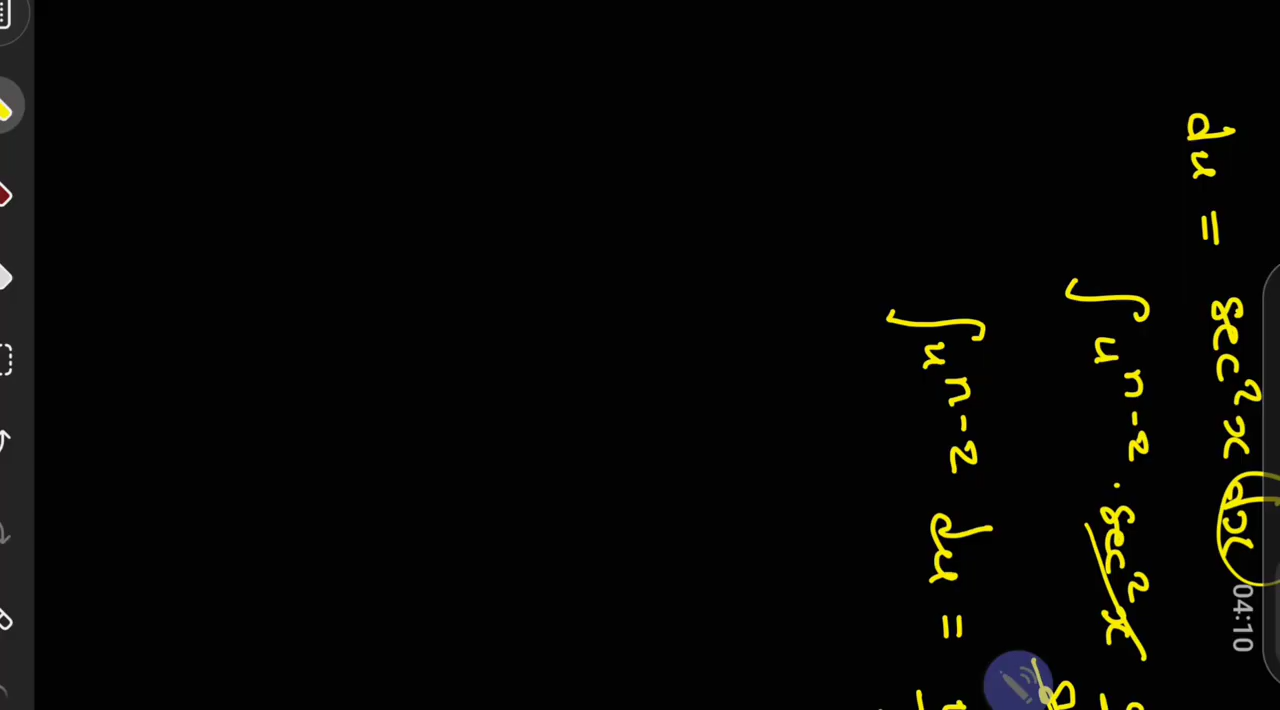 du = sec²x dx
∫ uⁿ⁻² · sec²x
∫ uⁿ⁻² du =
04:10